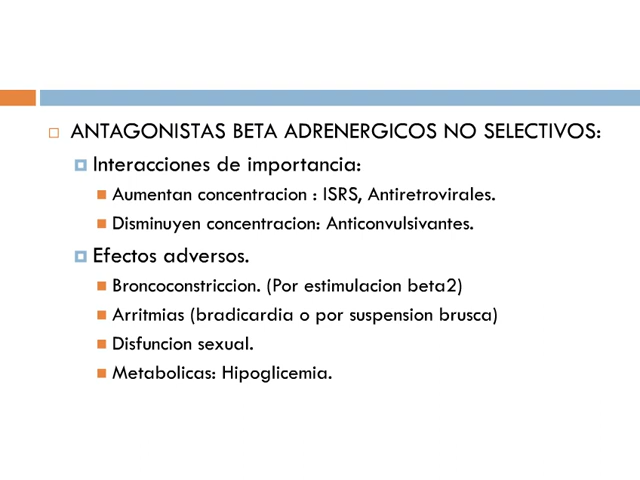 ANTAGONISTAS BETA ADRENERGICOS NO SELECTIVOS:
Interacciones de importancia:
Aumentan concentracion : ISRS, Antiretrovirales.
Disminuyen concentracion: Anticonvulsivantes.
Efectos adversos.
Broncoconstriccion. (Por estimulacion beta2)
Arritmias (bradicardia o por suspension brusca)
Disfuncion sexual.
Metabolicas: Hipoglicemia.